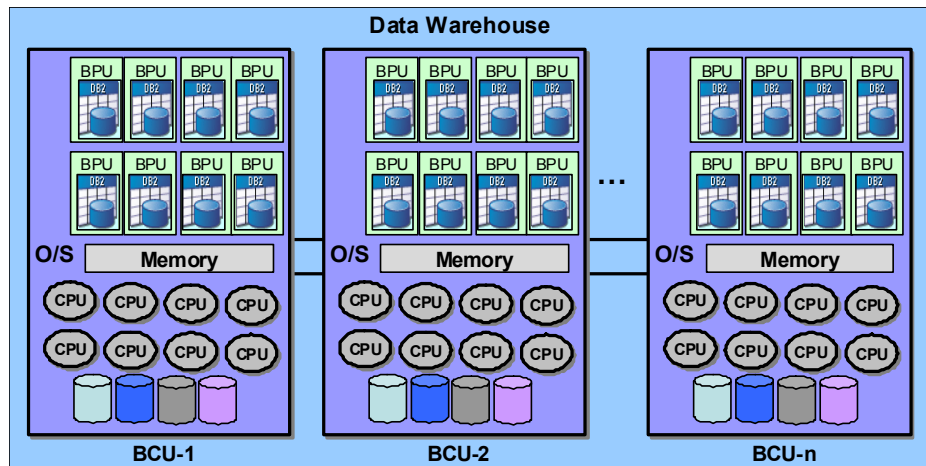 Data Warehouse
BPU BPU BPU BPU
DB2 DB2 DB2 DB2
BPU BPU BPU BPU
DB2 DB2 DB2 DB2
O/S Memory
CPU CPU CPU CPU
CPU CPU CPU CPU
BCU-1
BPU BPU BPU BPU
DB2 DB2 DB2 DB2
BPU BPU BPU BPU
DB2 DB2 DB2 DB2
O/S Memory
CPU CPU CPU CPU
CPU CPU CPU CPU
BCU-2
...
BPU BPU BPU BPU
DB2 DB2 DB2 DB2
BPU BPU BPU BPU
DB2 DB2 DB2 DB2
O/S Memory
CPU CPU CPU CPU
CPU CPU CPU CPU
BCU-n